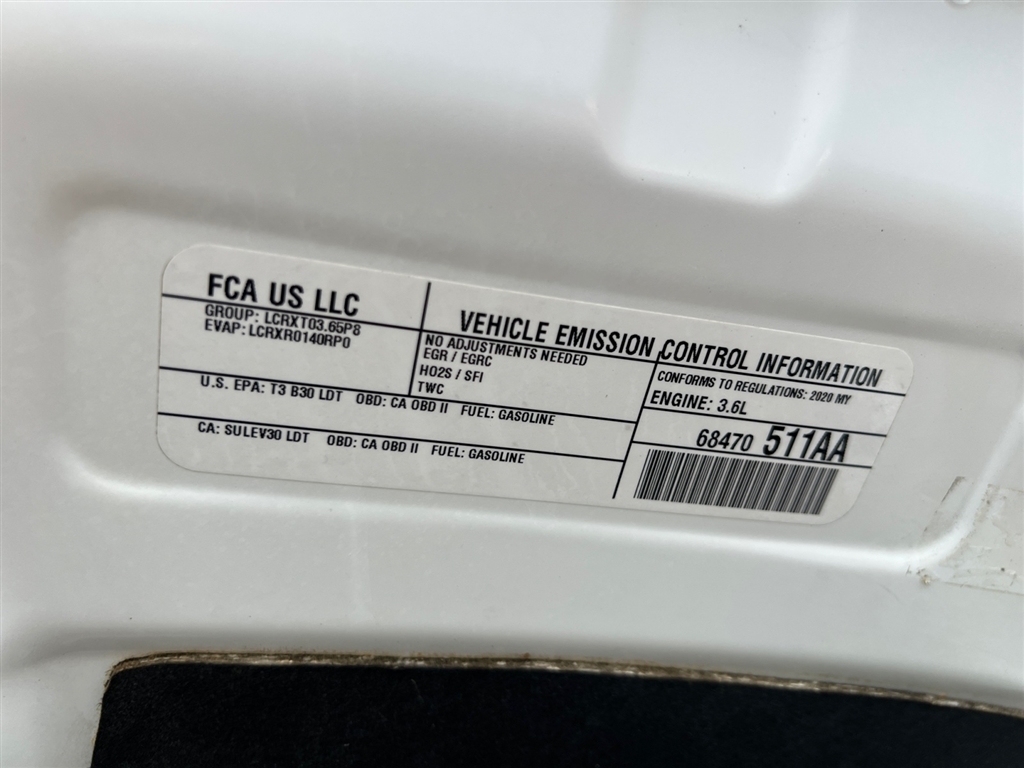 FCA US LLC
GROUP: LCRXT03.65P8
EVAP: LCRXR0140RP0
VEHICLE EMISSION CONTROL INFORMATION
NO ADJUSTMENTS NEEDED
EGR / EGRC
HO2S / SFI
TWC
CONFORMS TO REGULATIONS: 2020 MY
ENGINE: 3.6L
U.S. EPA: T3 B30 LDT OBD: CA OBD II FUEL: GASOLINE
CA: SULEV30 LDT OBD: CA OBD II FUEL: GASOLINE
68470 511AA